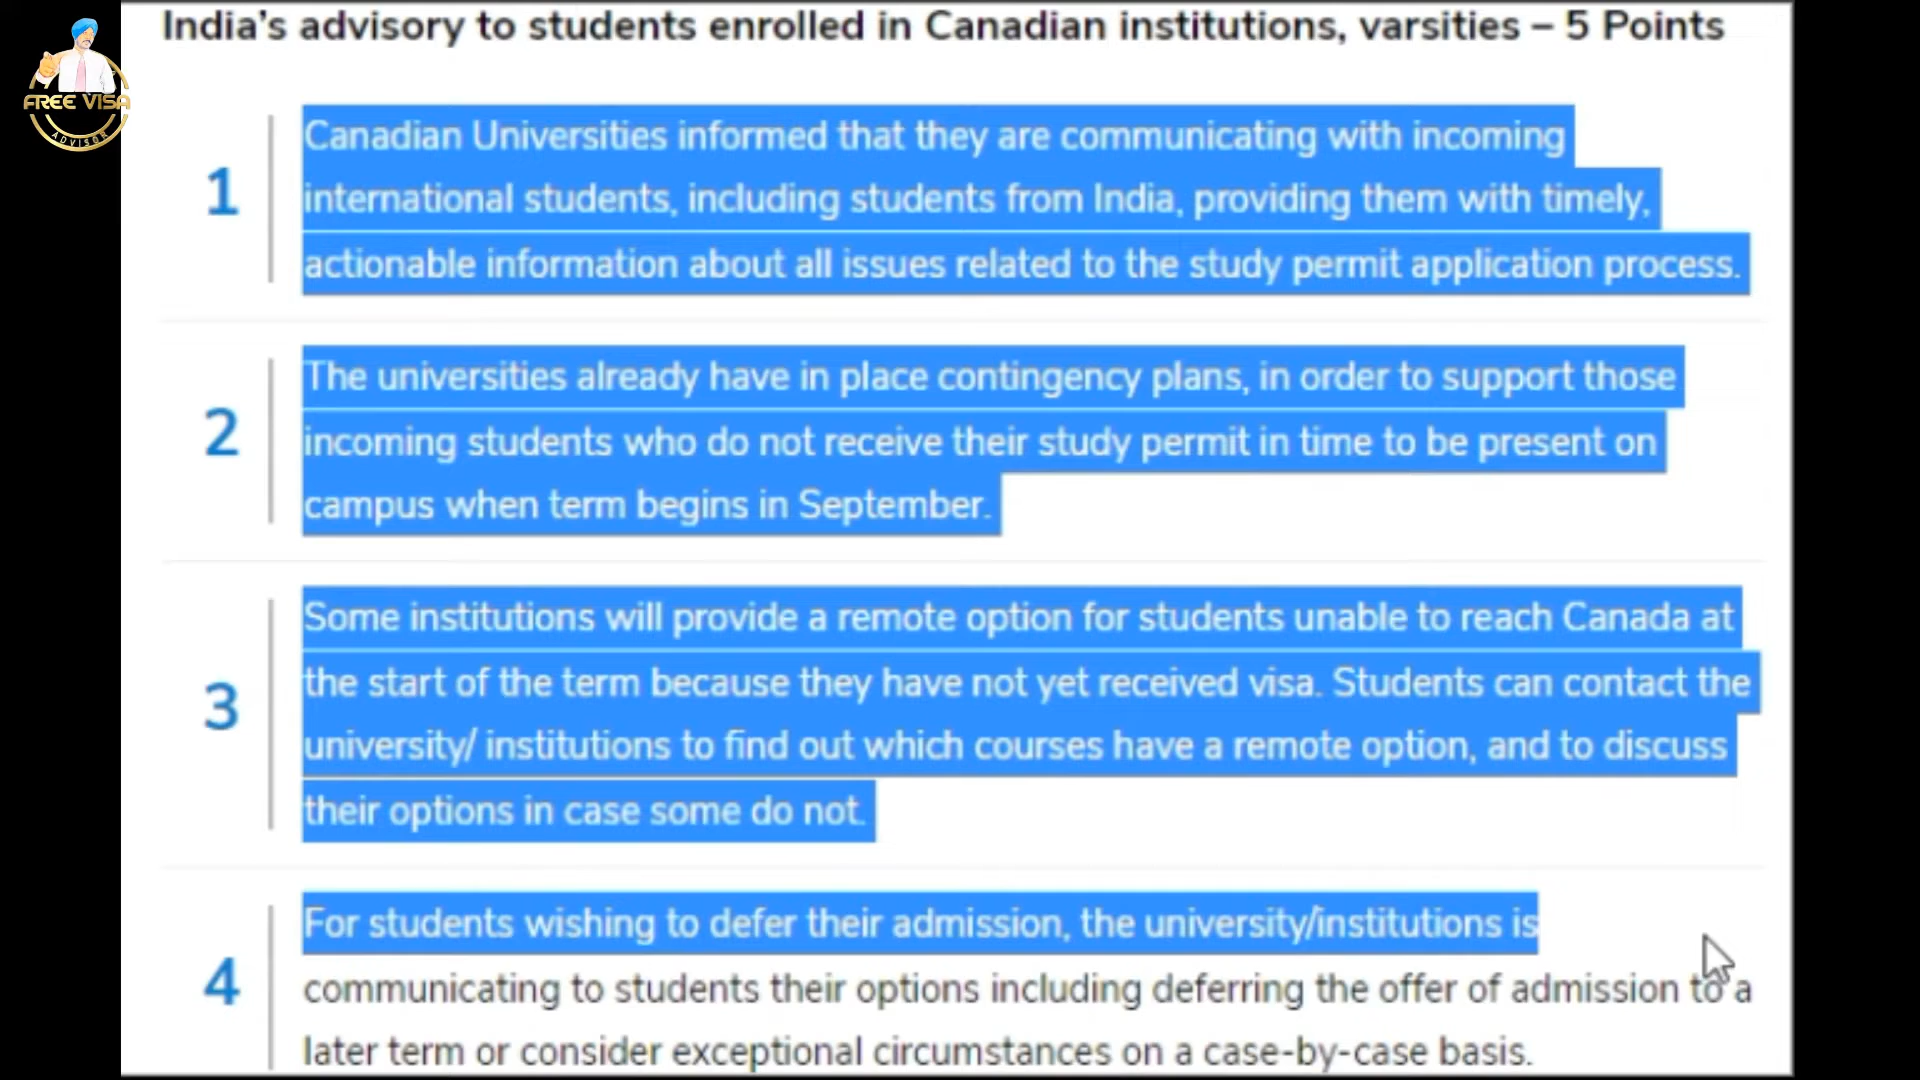 India's advisory to students enrolled in Canadian institutions, varsities – 5 Points
FREE VISA
ADVISOR
1
Canadian Universities informed that they are communicating with incoming
international students, including students from India, providing them with timely,
actionable information about all issues related to the study permit application process.
2
The universities already have in place contingency plans, in order to support those
incoming students who do not receive their study permit in time to be present on
campus when term begins in September.
3
Some institutions will provide a remote option for students unable to reach Canada at
the start of the term because they have not yet received visa. Students can contact the
university/ institutions to find out which courses have a remote option, and to discuss
their options in case some do not.
4
For students wishing to defer their admission, the university/institutions is
communicating to students their options including deferring the offer of admission to a
later term or consider exceptional circumstances on a case-by-case basis.